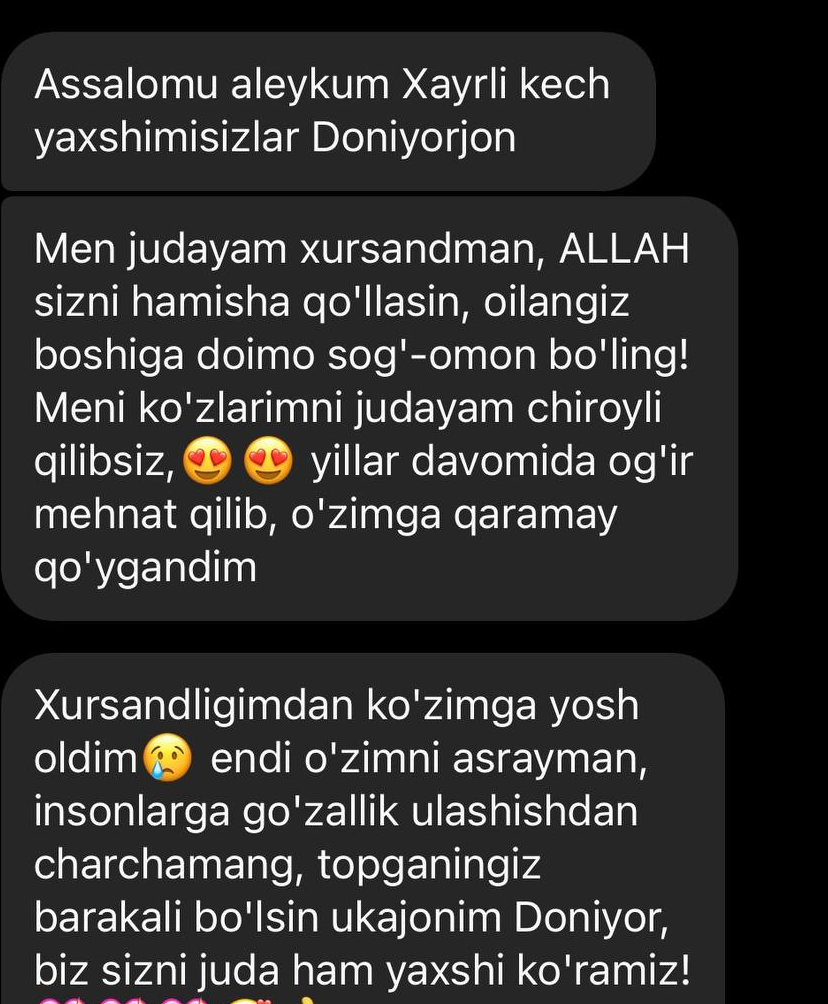 Assalomu aleykum Xayrli kech
yaxshimisizlar Doniyorjon
Men judayam xursandman, ALLAH
sizni hamisha qo'llasin, oilangiz
boshiga doimo sog'-omon bo'ling!
Meni ko'zlarimni judayam chiroyli
qilibsiz,😍😍 yillar davomida og'ir
mehnat qilib, o'zimga qaramay
qo'ygandim
Xursandligimdan ko'zimga yosh
oldim😢 endi o'zimni asrayman,
insonlarga go'zallik ulashishdan
charchamang, topganingiz
barakali bo'lsin ukajonim Doniyor,
biz sizni juda ham yaxshi ko'ramiz!